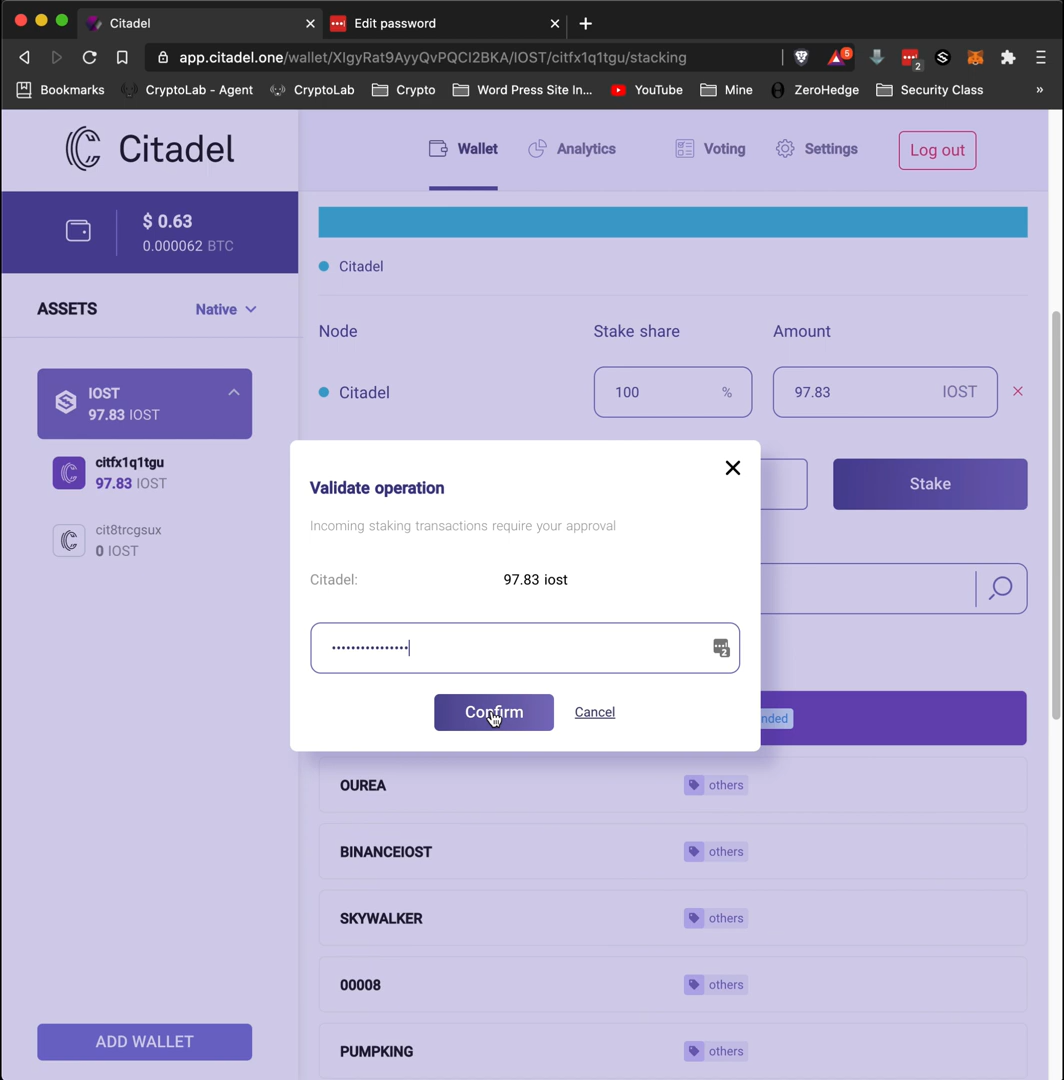 Citadel
Edit password
app.citadel.one/wallet/XIgyRat9AyyQvPQCI2BKA/IOST/citfx1q1tgu/stacking
5
2
Bookmarks
CryptoLab - Agent
CryptoLab
Crypto
Word Press Site In...
YouTube
Mine
ZeroHedge
Security Class
»
Citadel
Wallet
Analytics
Voting
Settings
Log out
$ 0.63
0.000062 BTC
Citadel
ASSETS
Native
Node
Stake share
Amount
IOST
97.83 IOST
Citadel
100 %
97.83 IOST
citfx1q1tgu
97.83 IOST
cit8trcgsux
0 IOST
Stake
Validate operation
Incoming staking transactions require your approval
Citadel:
97.83 iost
2
Confirm
Cancel
nded
OUREA
others
BINANCEIOST
others
SKYWALKER
others
00008
others
PUMPKING
others
ADD WALLET